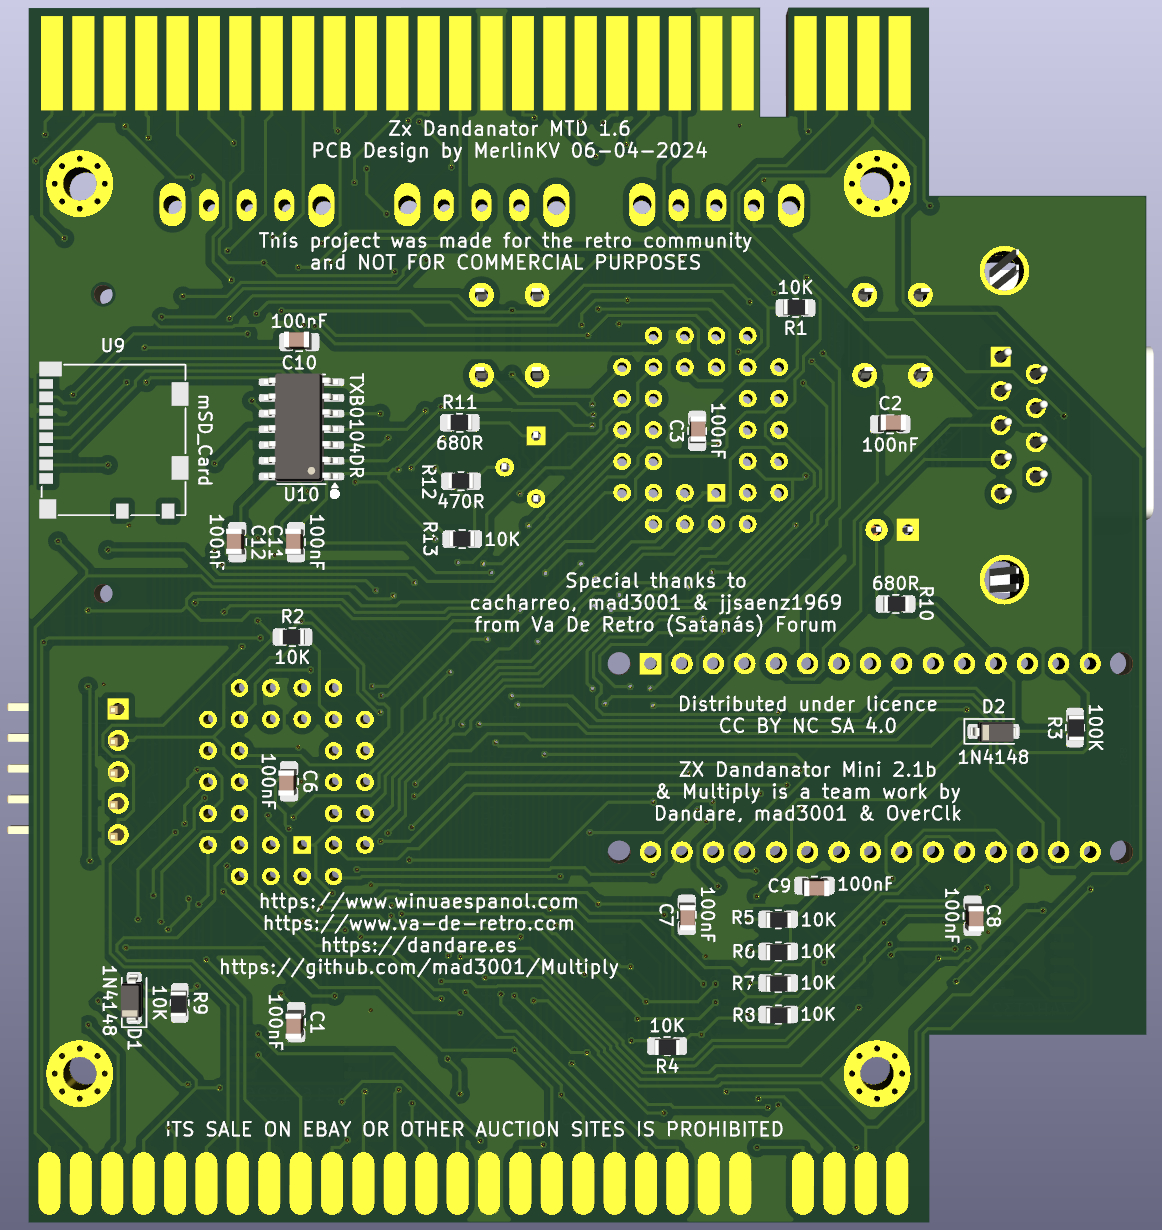 Zx Dandanator MTD 1.6
PCB Design by MerlinKV 06-04-2024
This project was made for the retro community
and NOT FOR COMMERCIAL PURPOSES
10K
R1
100nF
C10
U9
mSD_Card
TXB0104DR
U10
R11
680R
R12
470R
R13
10K
C3
100nF
C2
100nF
100nF
C12
C11
100nF
Special thanks to
cacharreo, mad3001 & jjsaenz1969
from Va De Retro (Satanás) Forum
680R
R10
R2
10K
Distributed under licence
CC BY NC SA 4.0
D2
1N4148
R3
100K
ZX Dandanator Mini 2.1b
& Multiply is a team work by
Dandare, mad3001 and OverClk
100nF
C6
C9
100nF
https://www.winuaespanol.com
https://www.va-de-retro.com
https://dandare.es
https://github.com/mad3001/Multiply
C7
100nF
R5
10K
R6
10K
R7
10K
R8
10K
100nF
C8
1N4148
D1
10K
R9
100nF
C1
10K
R4
ITS SALE ON EBAY OR OTHER AUCTION SITES IS PROHIBITED